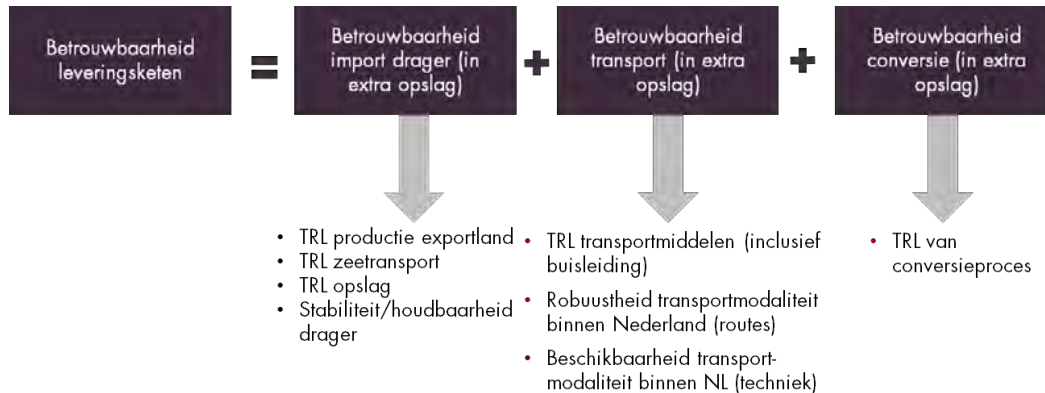 Betrouwbaarheid
leveringsketen
=
Betrouwbaarheid
import drager (in
extra opslag)
+
Betrouwbaarheid
transport (in extra
opslag)
+
Betrouwbaarheid
conversie (in extra
opslag)
• TRL productie exportland
• TRL zeetransport
• TRL opslag
• Stabiliteit/houdbaarheid
drager
• TRL transportmiddelen (inclusief
buisleiding)
• Robuustheid transportmodaliteit
binnen Nederland (routes)
• Beschikbaarheid transport-
modaliteit binnen NL (techniek)
• TRL van
conversieproces